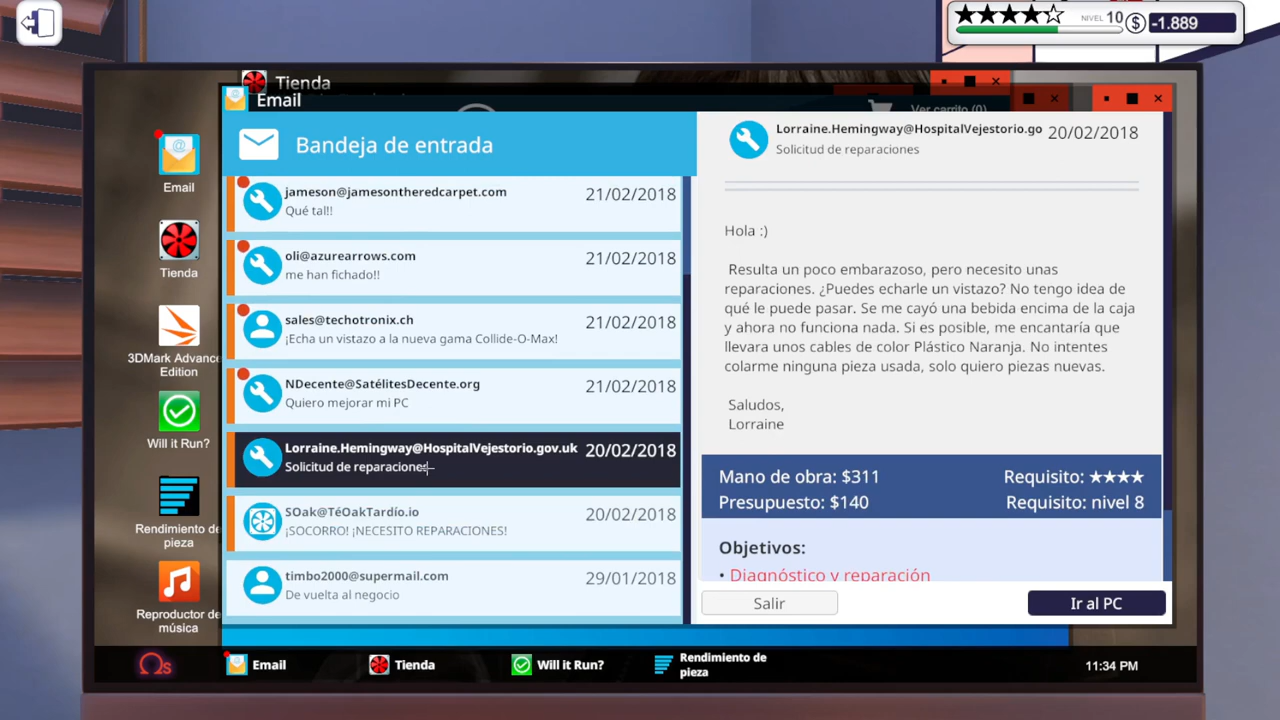 NIVEL 10
$ -1.889
Tienda
Email
Ver carrito (0)
Bandeja de entrada
Email
Tienda
3DMark Advance
Edition
Will it Run?
Rendimiento de
pieza
Reproductor de
música
jameson@jamesontheredcarpet.com 21/02/2018
Qué tal!!
oli@azurearrows.com 21/02/2018
me han fichado!!
sales@techotronix.ch 21/02/2018
¡Echa un vistazo a la nueva gama Collide-O-Max!
NDecente@SatélitesDecente.org 21/02/2018
Quiero mejorar mi PC
Lorraine.Hemingway@HospitalVejestorio.gov.uk 20/02/2018
Solicitud de reparaciones
SOak@TéOakTardío.io 20/02/2018
¡SOCORRO! ¡NECESITO REPARACIONES!
timbo2000@supermail.com 29/01/2018
De vuelta al negocio
Lorraine.Hemingway@HospitalVejestorio.go 20/02/2018
Solicitud de reparaciones
Hola :)
Resulta un poco embarazoso, pero necesito unas
reparaciones. ¿Puedes echarle un vistazo? No tengo idea de
qué le puede pasar. Se me cayó una bebida encima de la caja
y ahora no funciona nada. Si es posible, me encantaría que
llevara unos cables de color Plástico Naranja. No intentes
colarme ninguna pieza usada, solo quiero piezas nuevas.
Saludos,
Lorraine
Mano de obra: $311 Requisito: ★★★★
Presupuesto: $140 Requisito: nivel 8
Objetivos:
• Diagnóstico y reparación
Salir
Ir al PC
Ωs
Email
Tienda
Will it Run?
Rendimiento de
pieza
11:34 PM